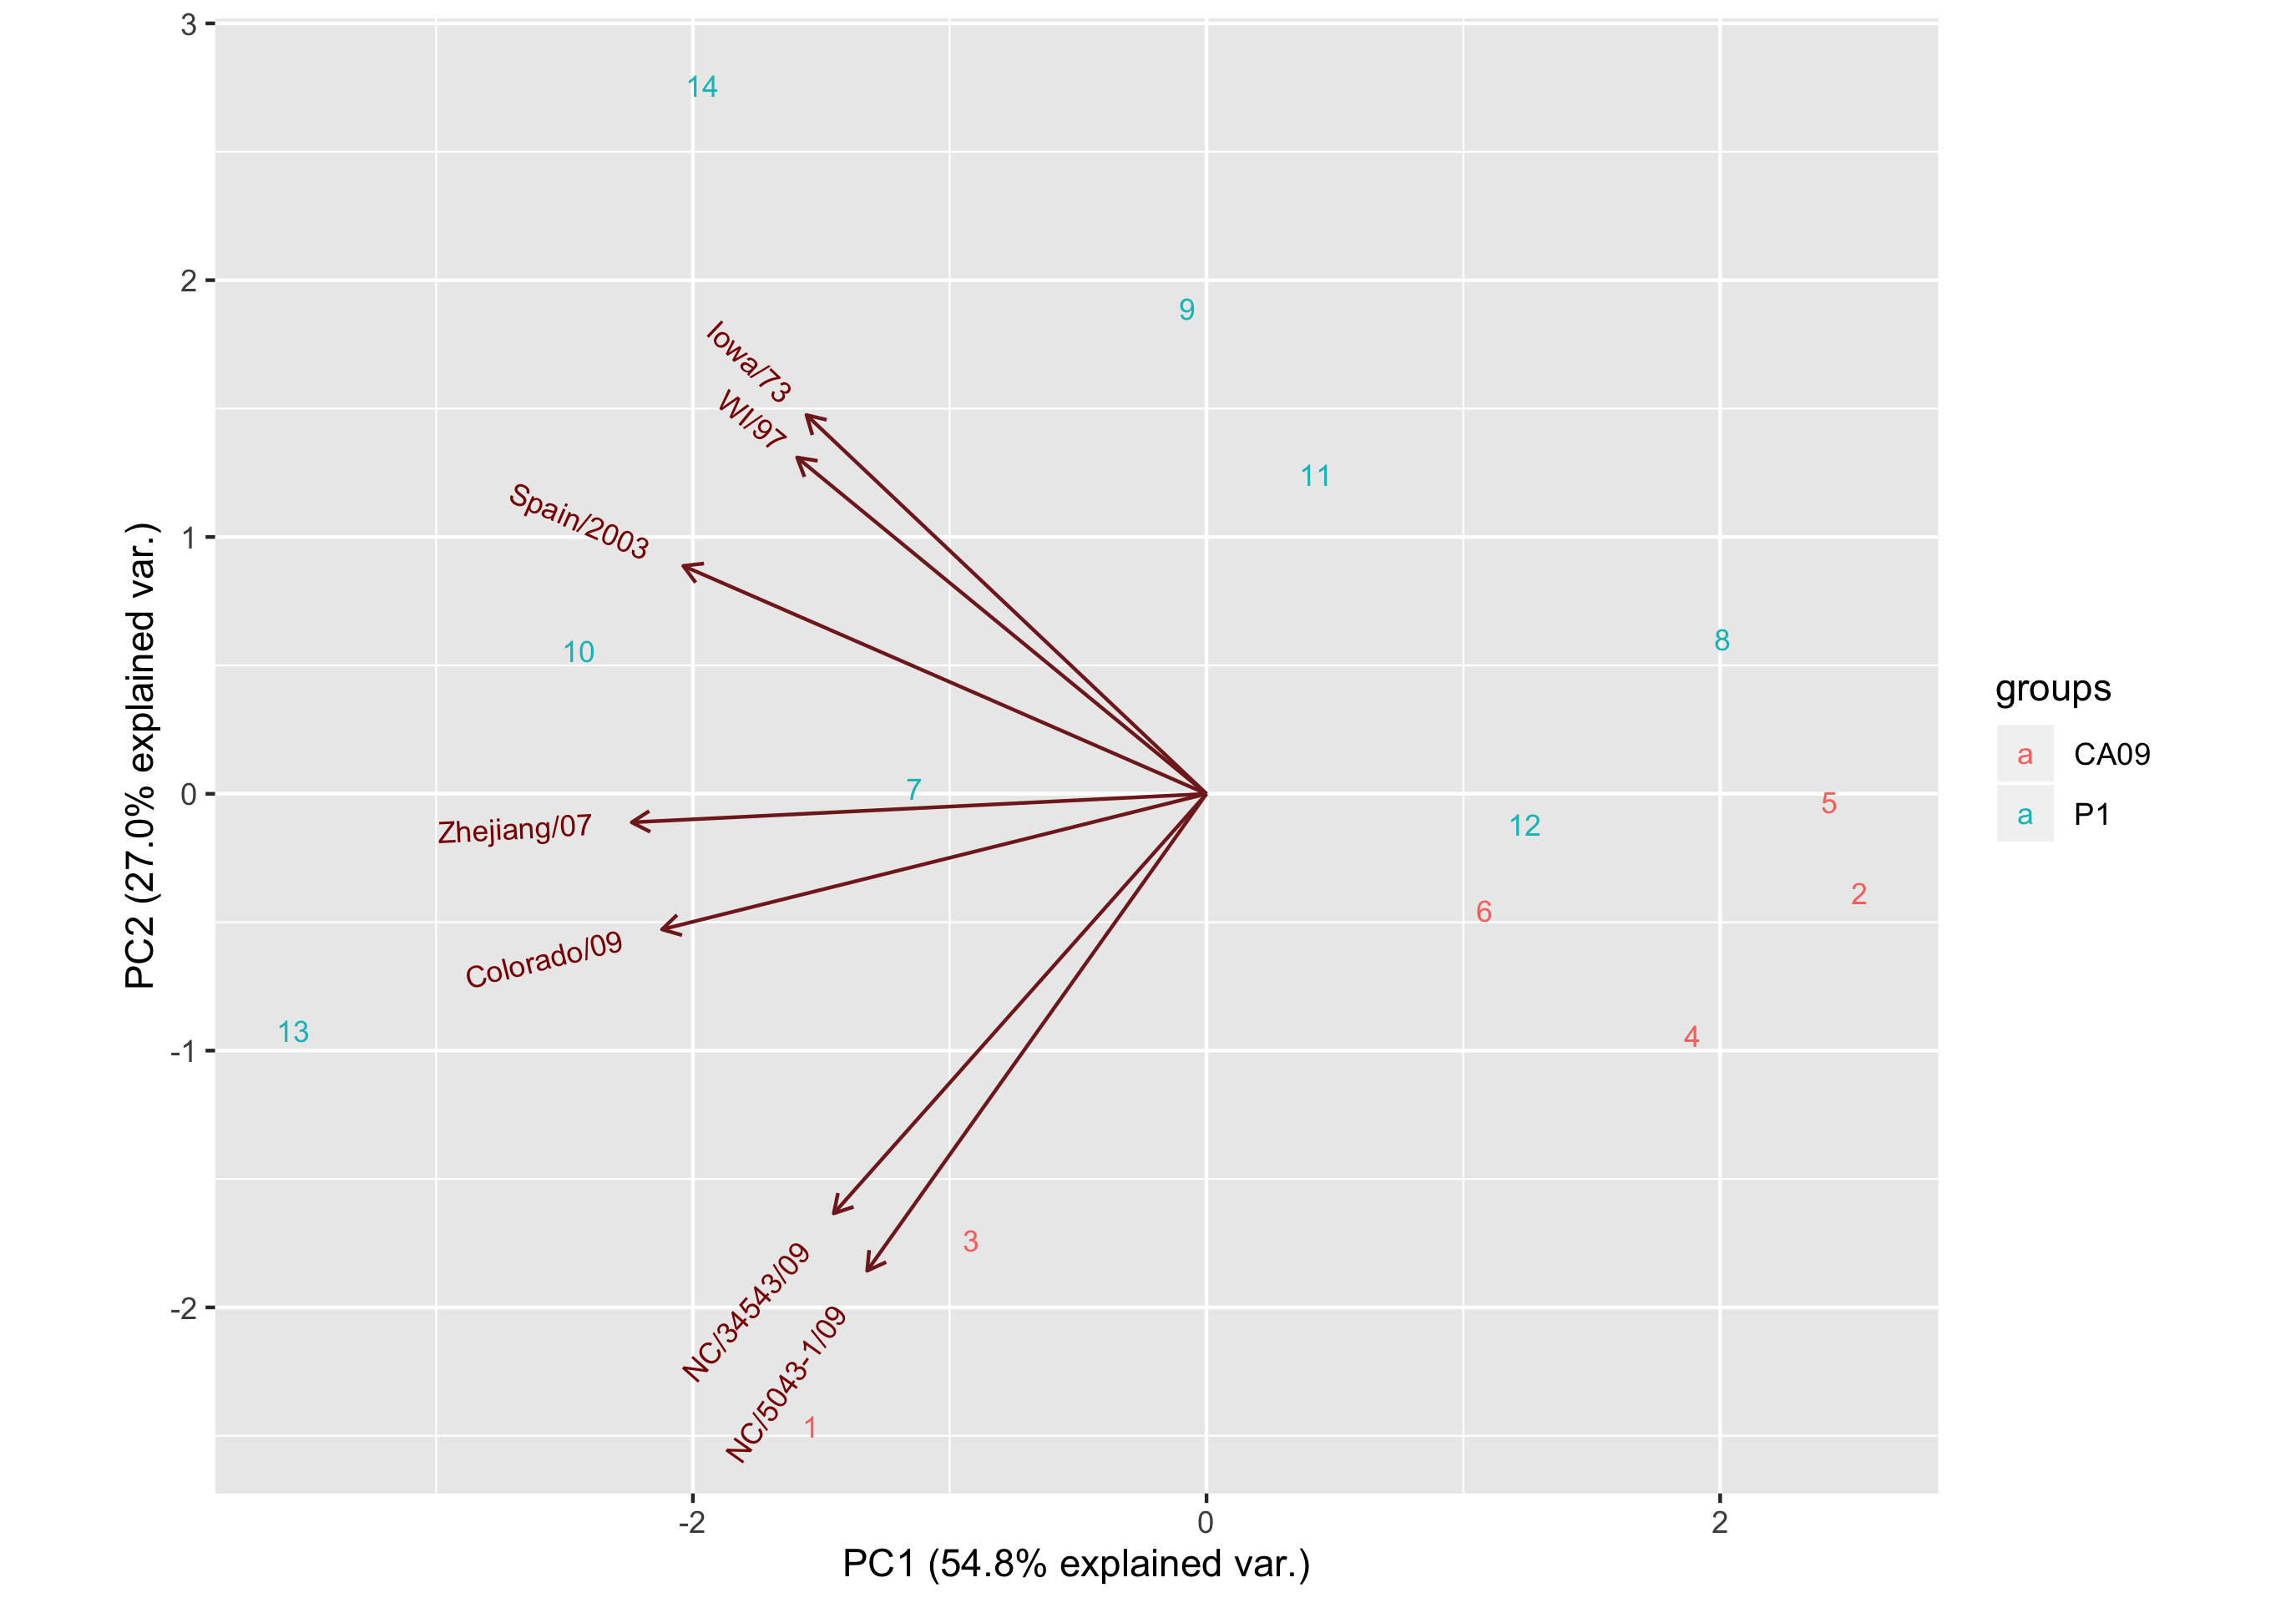 3
2
1
0
-1
-2
PC2 (27.0% explained var.)
14
9
Iowa/73
WI/97
11
Spain/2003
10
8
7
Zhejiang/07
12
5
2
6
Colorado/09
13
4
3
NC/34543/09
NC/5043-1/09
1
-2
0
2
PC1 (54.8% explained var.)
groups
a CA09
a P1